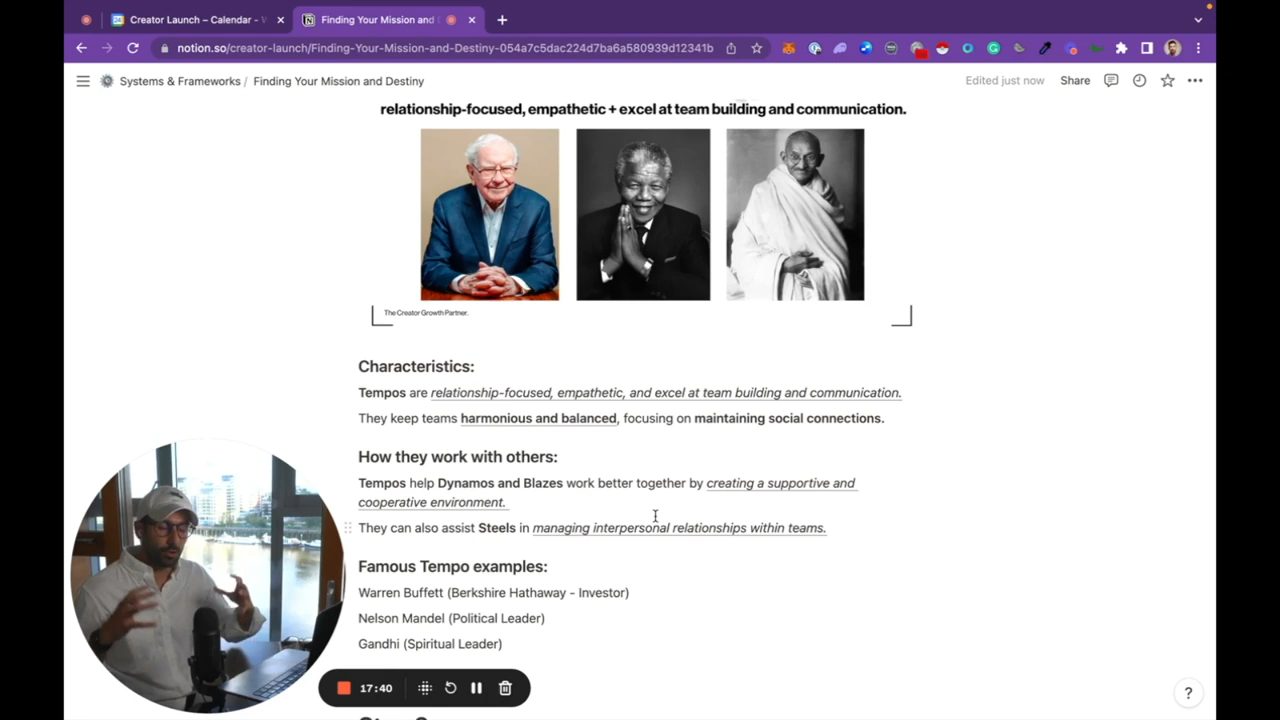 Creator Launch – Calendar -
Finding Your Mission and
notion.so/creator-launch/Finding-Your-Mission-and-Destiny-054a7c5dac224d7ba6a580939d12341b
Systems & Frameworks / Finding Your Mission and Destiny
Edited just now
Share
relationship-focused, empathetic + excel at team building and communication.
The Creator Growth Partner.
Characteristics:
Tempos are relationship-focused, empathetic, and excel at team building and communication.
They keep teams harmonious and balanced, focusing on maintaining social connections.
How they work with others:
Tempos help Dynamos and Blazes work better together by creating a supportive and
cooperative environment.
They can also assist Steels in managing interpersonal relationships within teams.
Famous Tempo examples:
Warren Buffett (Berkshire Hathaway - Investor)
Nelson Mandel (Political Leader)
Gandhi (Spiritual Leader)
17:40
?